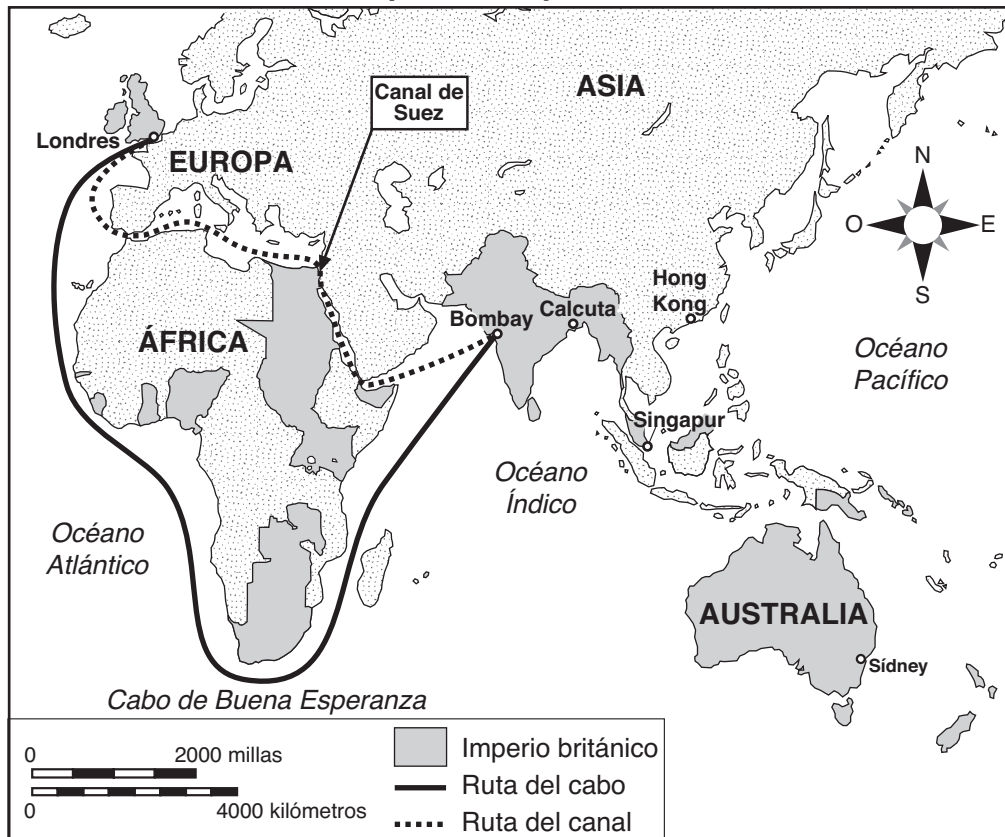 ASIA
Canal de
Suez
Londres
EUROPA
N
O
E
S
Hong
Kong
Bombay
Calcuta
ÁFRICA
Océano
Pacífico
Singapur
Océano
Índico
Océano
Atlántico
AUSTRALIA
Sídney
Cabo de Buena Esperanza
0 2000 millas
0 4000 kilómetros
Imperio británico
Ruta del cabo
Ruta del canal